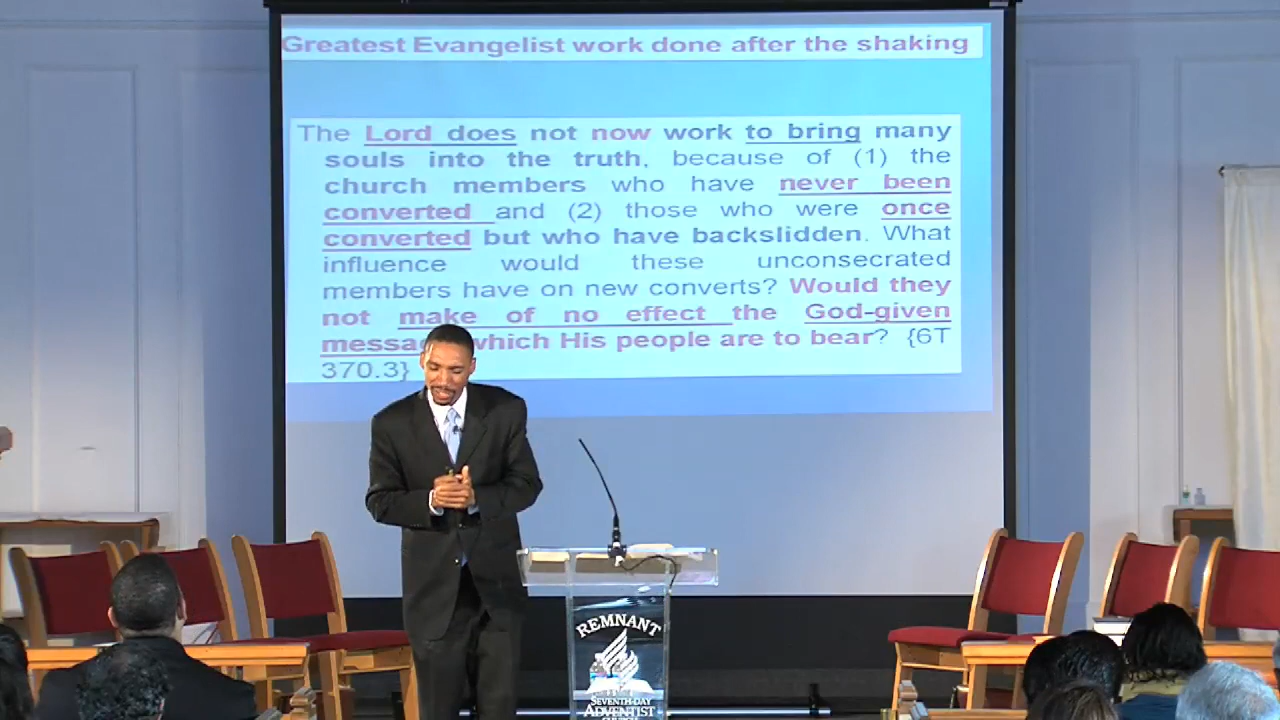 Greatest Evangelist work done after the shaking
The Lord does not now work to bring many
souls into the truth, because of (1) the
church members who have never been
converted and (2) those who were once
converted but who have backslidden. What
influence would these unconsecrated
members have on new converts? Would they
not make of no effect the God-given
which His people are to bear? {6T
370.3}
REMNANT
SEVENTH-DAY
ADVENTIST
CHURCH